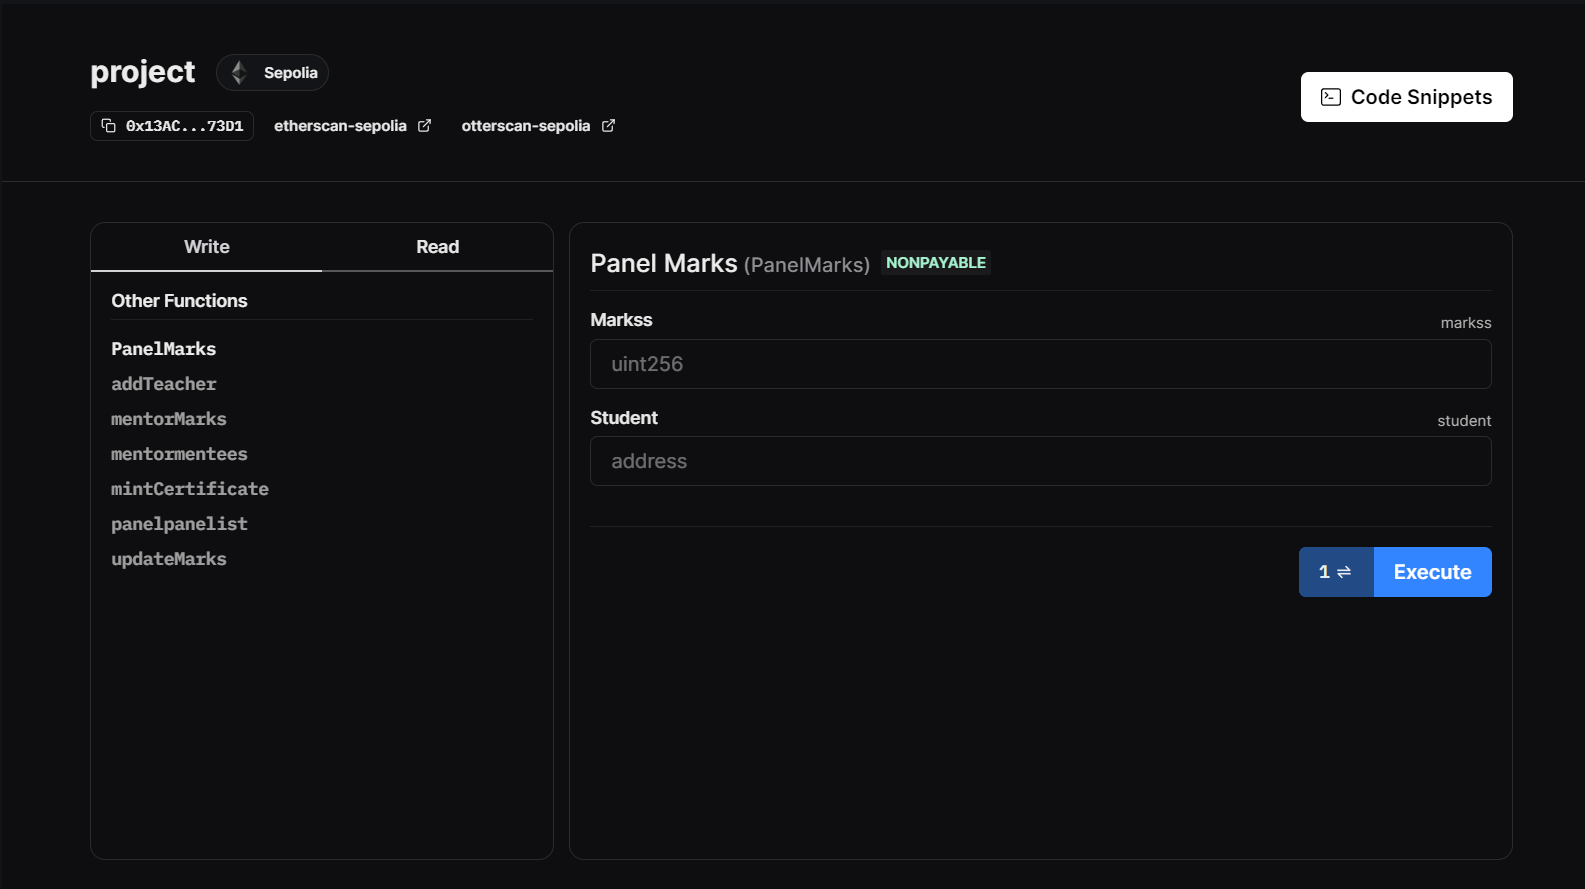 project
Sepolia
0x13AC...73D1
etherscan-sepolia
otterscan-sepolia
Code Snippets
Write
Read
Other Functions
PanelMarks
addTeacher
mentorMarks
mentormentees
mintCertificate
panelpanelist
updateMarks
Panel Marks (PanelMarks) NONPAYABLE
Markss
markss
uint256
Student
student
address
1 ⇌
Execute